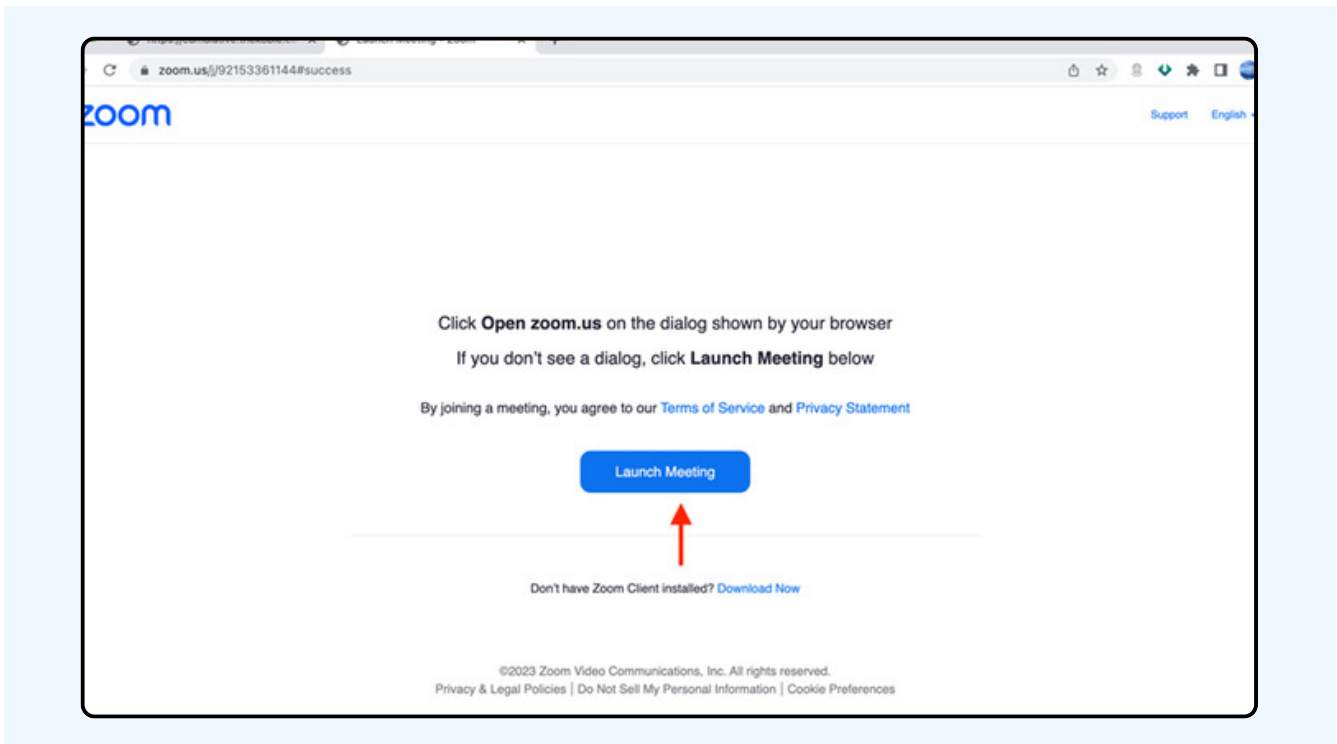 Launch Meeting - Zoom
zoom.us/j/92153361144#success
zoom
Support English
Click Open zoom.us on the dialog shown by your browser
If you don't see a dialog, click Launch Meeting below
By joining a meeting, you agree to our Terms of Service and Privacy Statement
Launch Meeting
Don't have Zoom Client installed? Download Now
©2023 Zoom Video Communications, Inc. All rights reserved.
Privacy & Legal Policies | Do Not Sell My Personal Information | Cookie Preferences